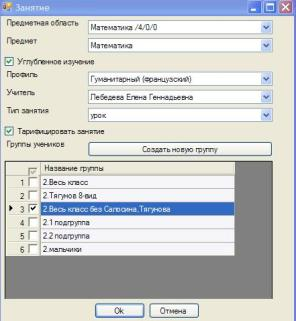 Занятие
Предметная область Математика /4/0/0
Предмет Математика
Углубленное изучение
Профиль Гуманитарный (французский)
Учитель Лебедева Елена Геннадьевна
Тип занятия урок
Тарифицировать занятие
Группы учеников Создать новую группу
Название группы
1 2.Весь класс
2 2.Тягунов 8-вид
3 2.Весь класс без Сапосина,Тягунова
4 2.1 подгруппа
5 2.2 подгруппа
6 2.мальчики
Ok Отмена